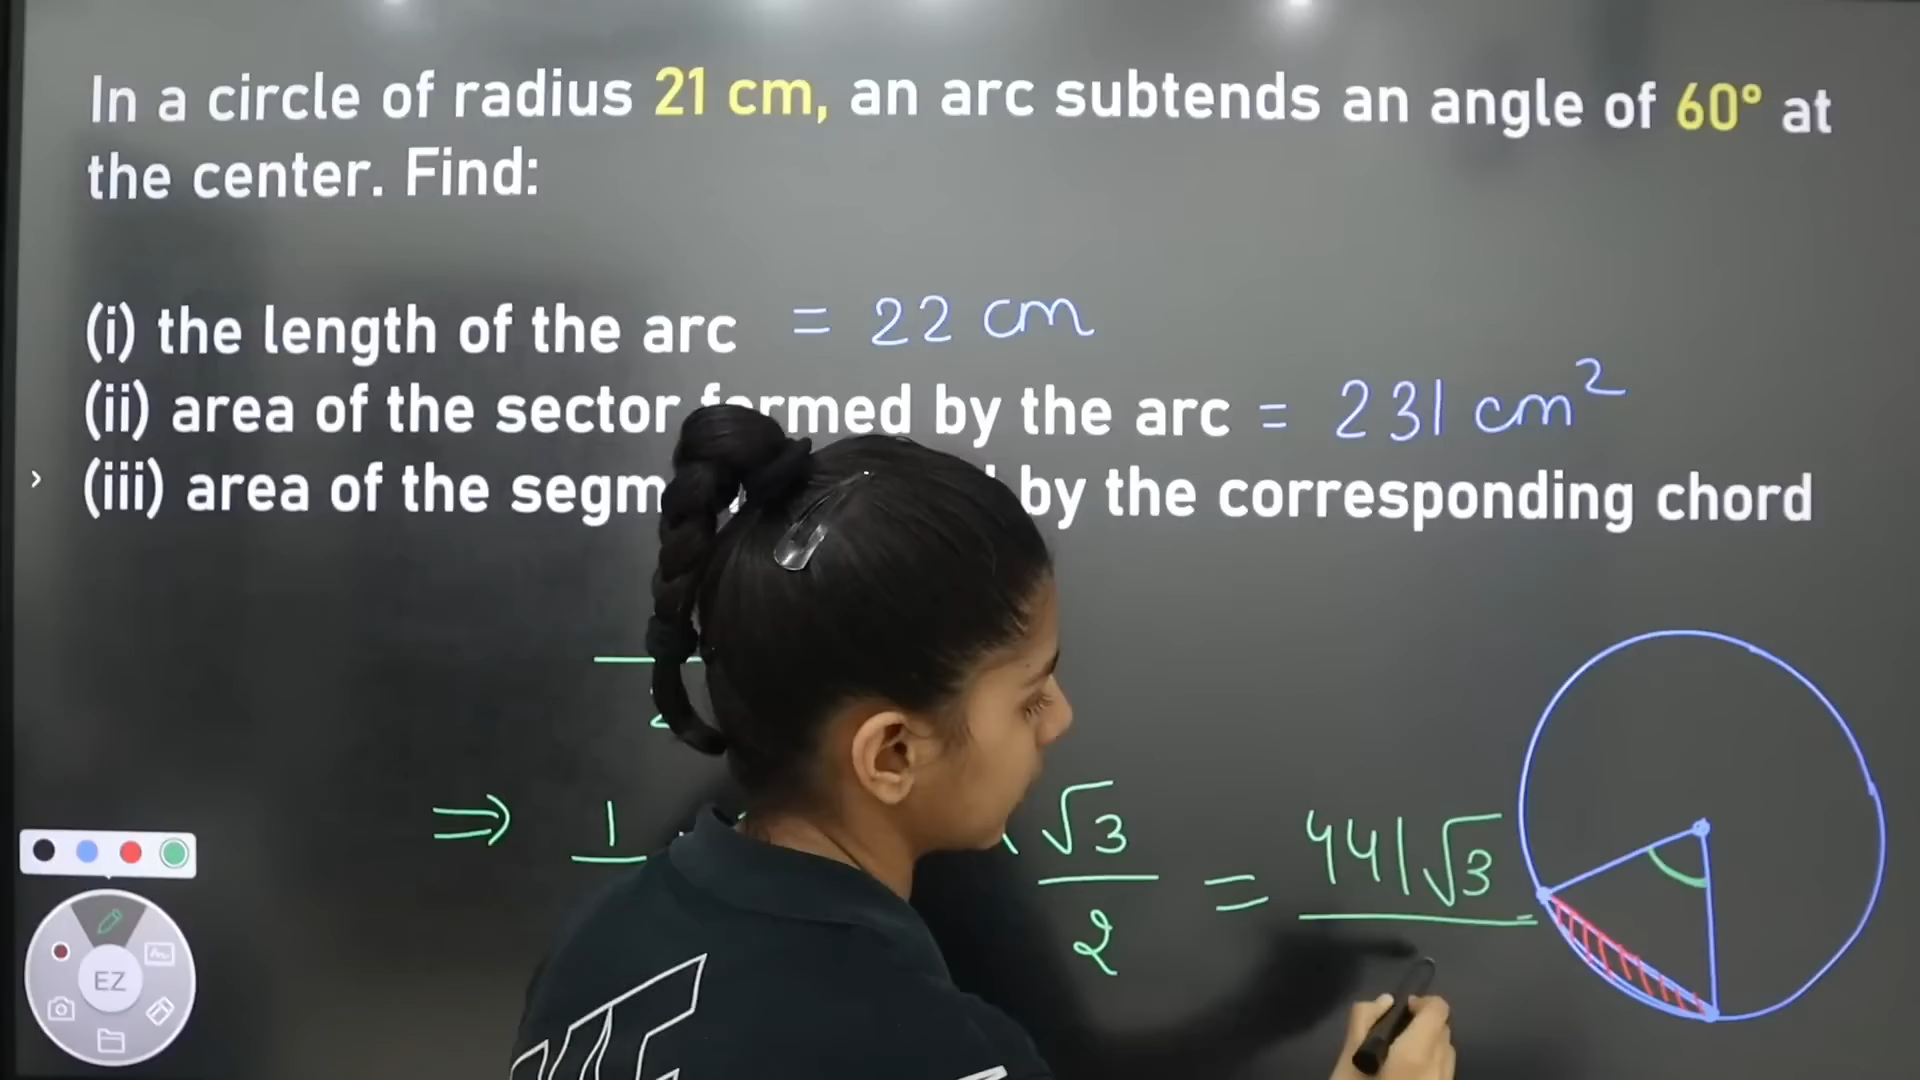 In a circle of radius 21 cm, an arc subtends an angle of 60° at
the center. Find:
(i) the length of the arc = 22 cm
(ii) area of the sector formed by the arc = 231 cm²
(iii) area of the by the corresponding chord
⇒ 1 √3 / 2 = 441√3
EZ